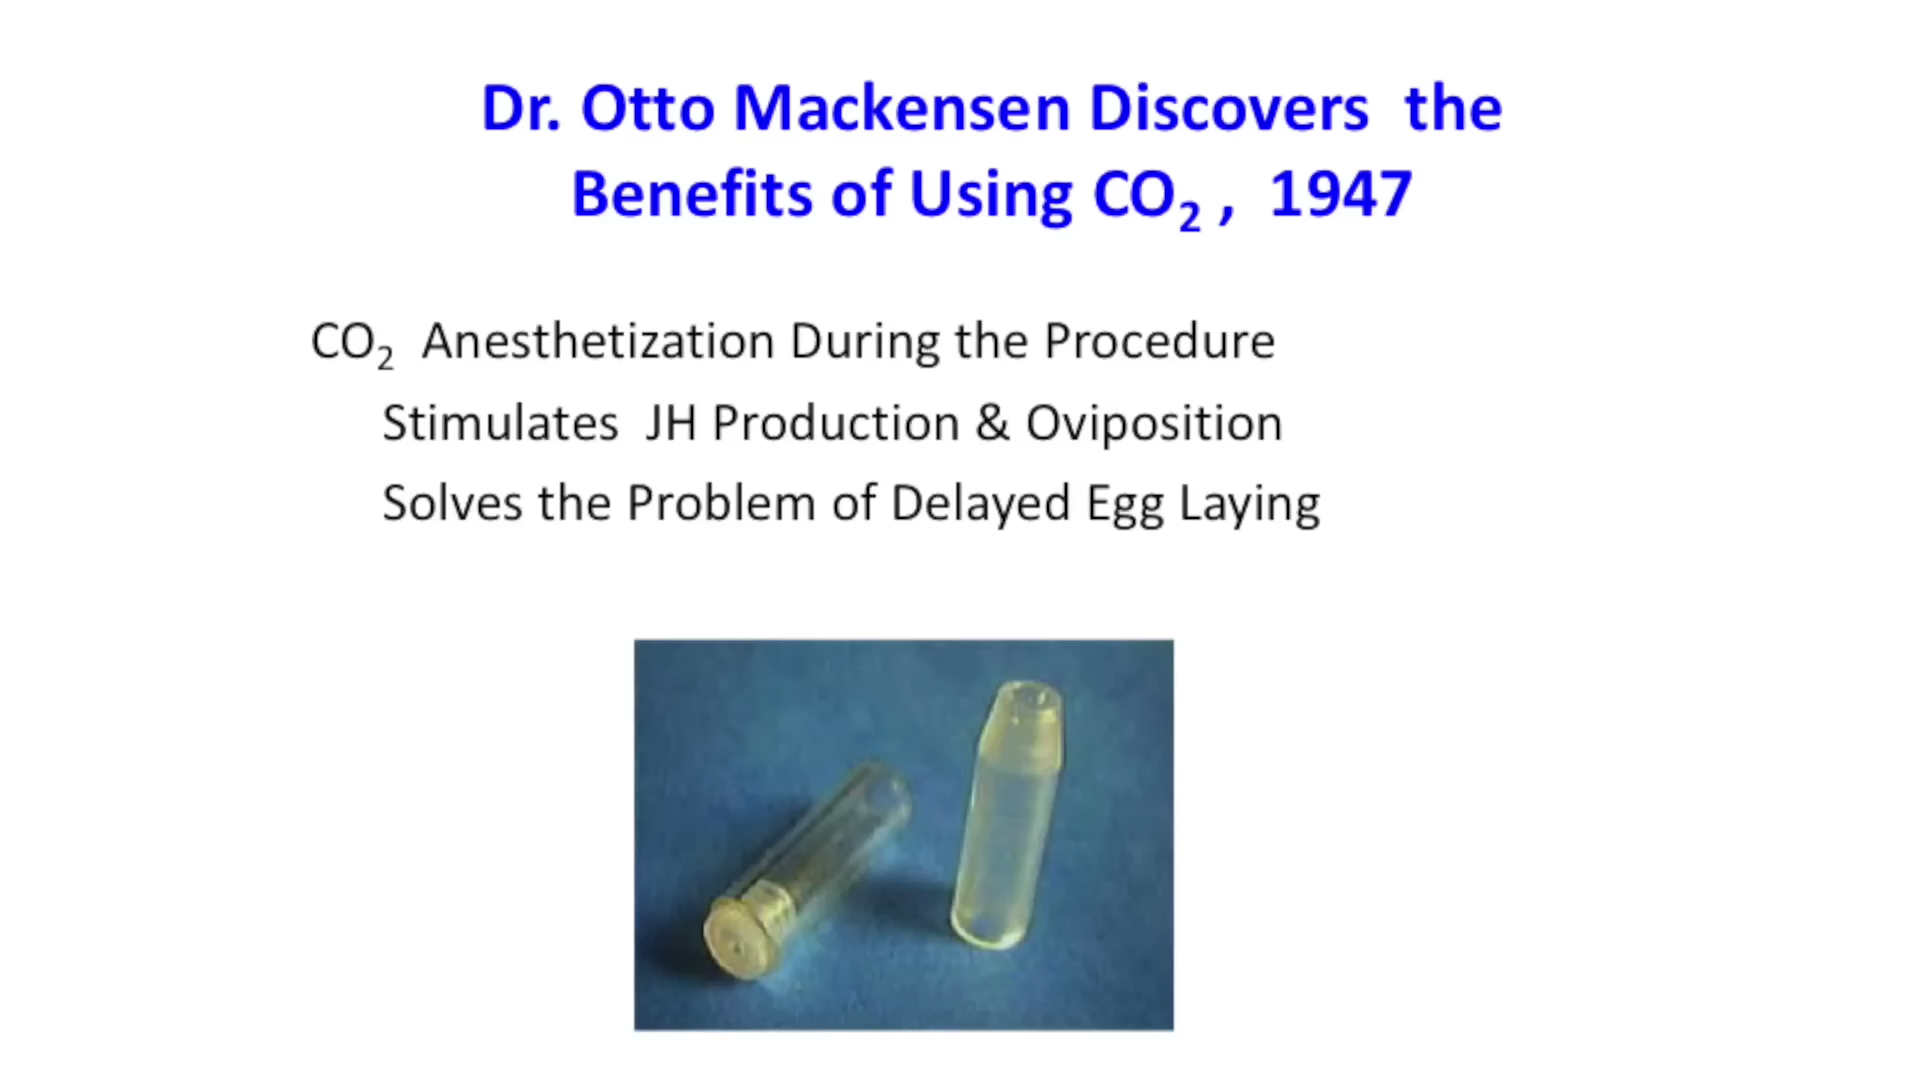 Dr. Otto Mackensen Discovers the
Benefits of Using CO₂ , 1947
CO₂ Anesthetization During the Procedure
Stimulates JH Production & Oviposition
Solves the Problem of Delayed Egg Laying